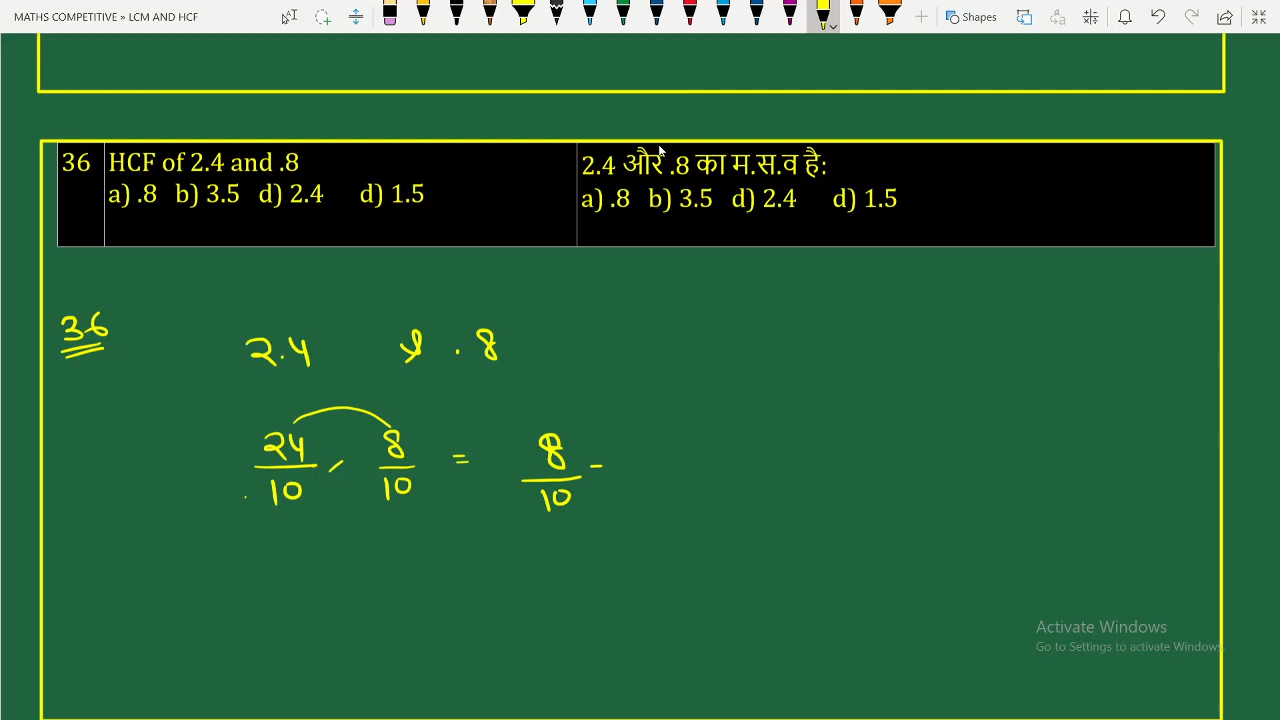 MATHS COMPETITIVE » LCM AND HCF
Shapes
36 HCF of 2.4 and .8
a) .8 b) 3.5 d) 2.4 d) 1.5
2.4 और .8 का म.स.व है:
a) .8 b) 3.5 d) 2.4 d) 1.5
36
2.4 & .8
24/10 , 8/10 = 8/10 -
Activate Windows
Go to Settings to activate Windows.